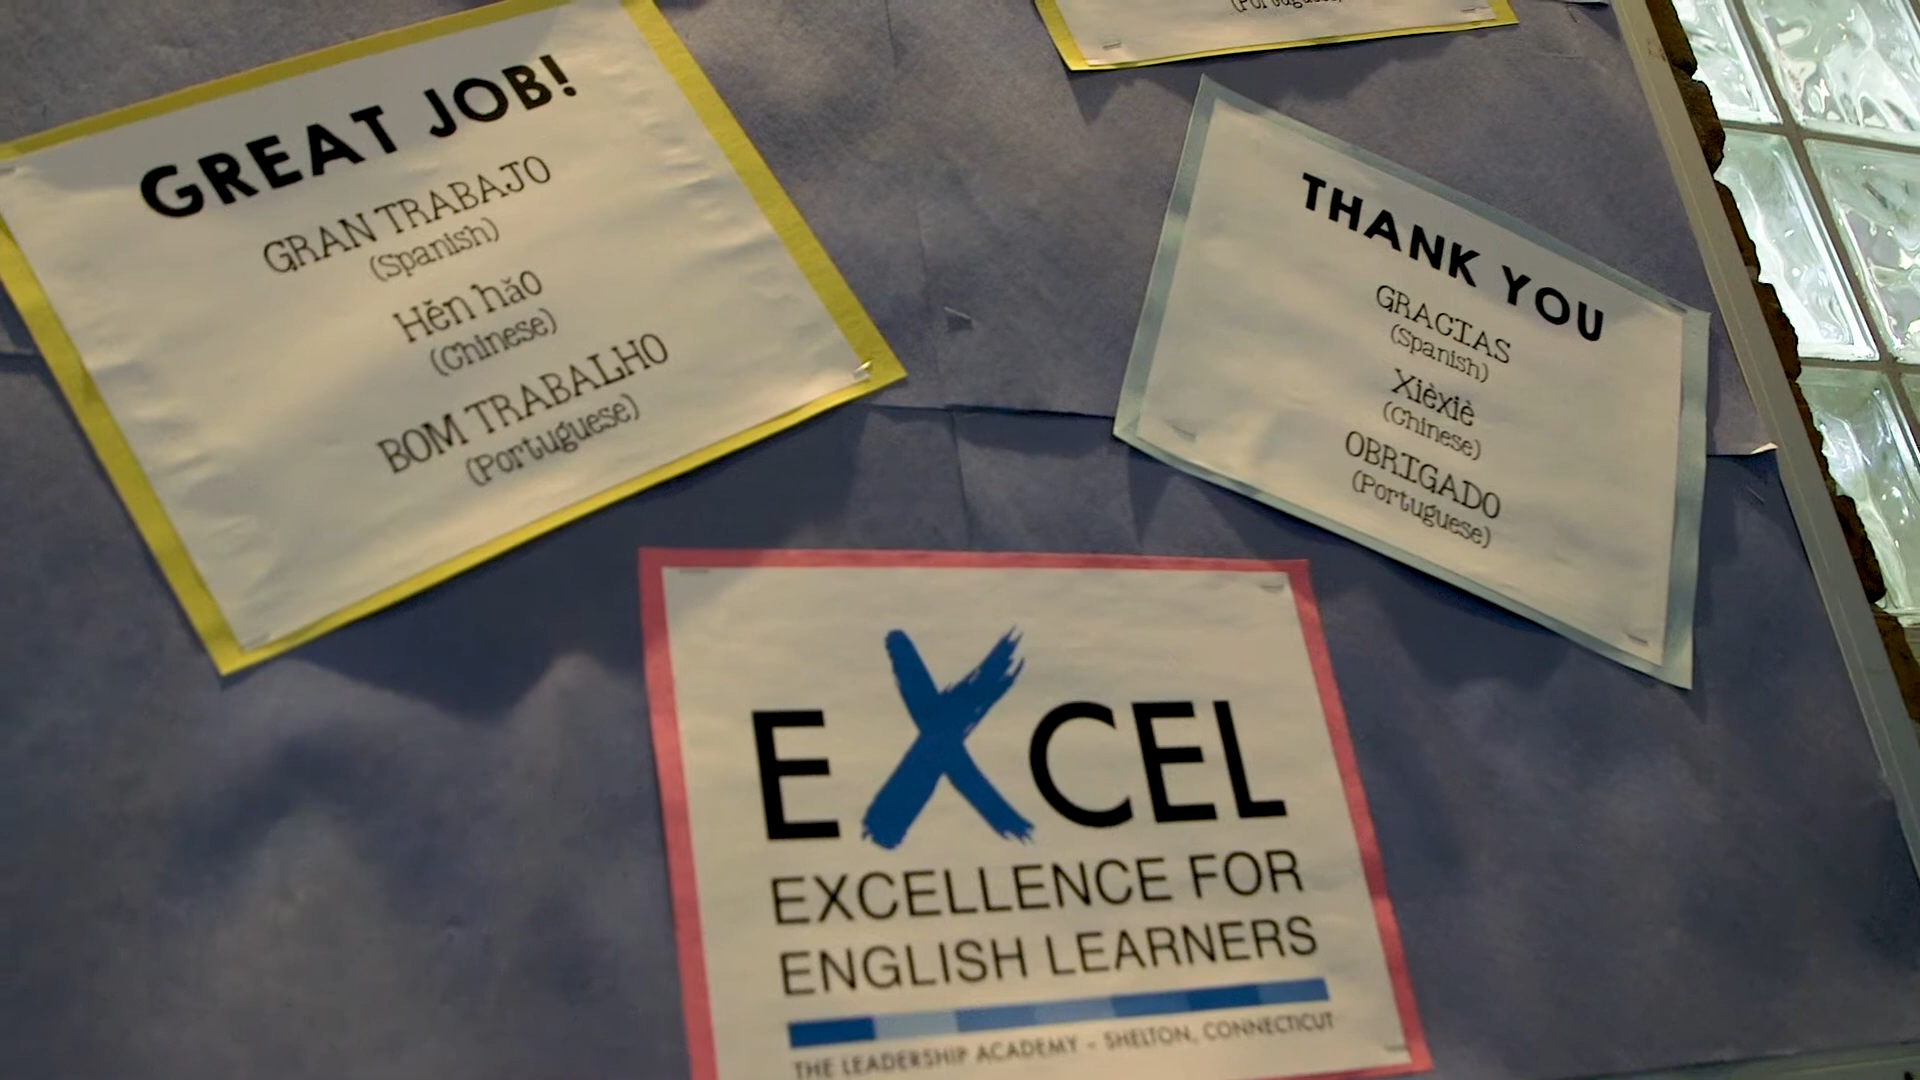 (Portuguese)
GREAT JOB!
GRAN TRABAJO
(Spanish)
Hěn hǎo
(Chinese)
BOM TRABALHO
(Portuguese)
THANK YOU
GRACIAS
(Spanish)
Xièxiè
(Chinese)
OBRIGADO
(Portuguese)
EXCEL
EXCELLENCE FOR
ENGLISH LEARNERS
THE LEADERSHIP ACADEMY - SHELTON, CONNECTICUT